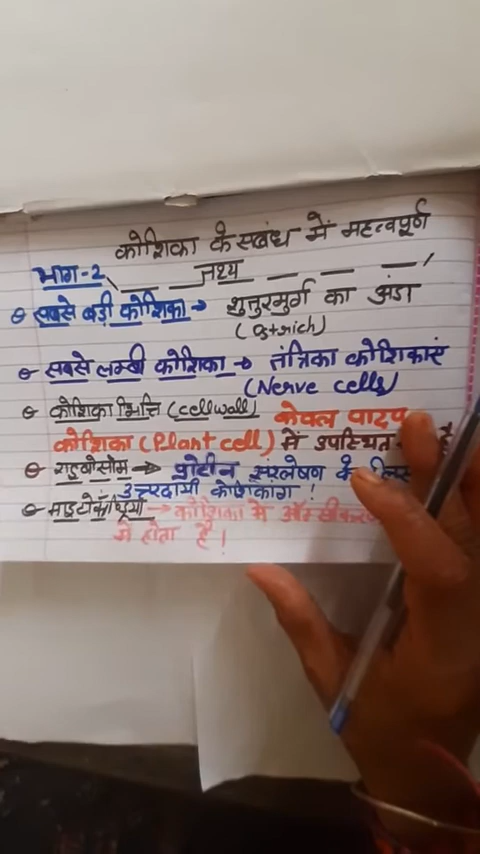 कोशिका के सबंध में महत्वपूर्ण
भाग-2 तथ्य
सबसे बड़ी कोशिका → शुतुरमुर्ग का अंडा
(Ostrich)
सबसे लम्बी कोशिका → तंत्रिका कोशिकाएं
(Nerve cells)
कोशिका भित्ति (cellwall) केवल पादप
कोशिका (Plant cell) में उपस्थित है
राइबोसोम → प्रोटीन संश्लेषण के लिए
उत्तरदायी कोशिकांग !
माइटोकॉण्ड्रिया → कोशिका में
में होता है !